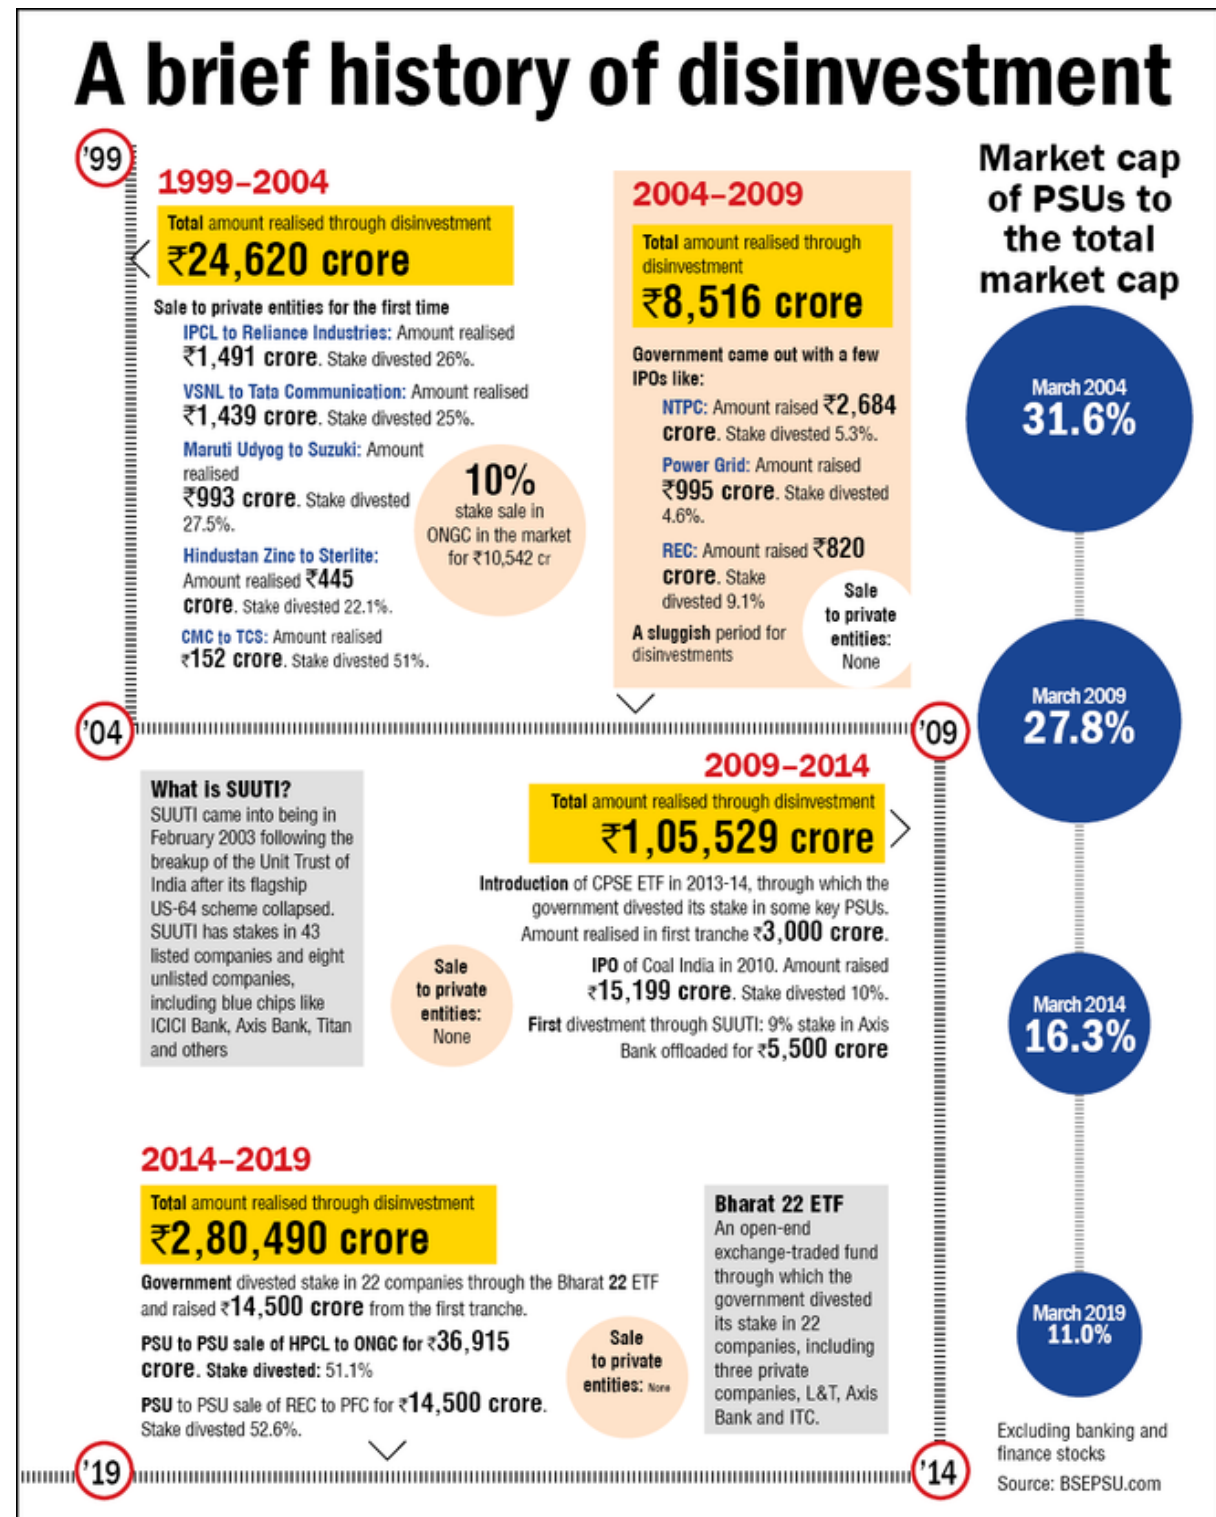 A brief history of disinvestment
'99
1999–2004
Total amount realised through disinvestment
₹24,620 crore
Sale to private entities for the first time
IPCL to Reliance Industries: Amount realised
₹1,491 crore. Stake divested 26%.
VSNL to Tata Communication: Amount realised
₹1,439 crore. Stake divested 25%.
Maruti Udyog to Suzuki: Amount
realised
₹993 crore. Stake divested
27.5%.
Hindustan Zinc to Sterlite:
Amount realised ₹445
crore. Stake divested 22.1%.
CMC to TCS: Amount realised
₹152 crore. Stake divested 51%.
10%
stake sale in
ONGC in the market
for ₹10,542 cr
2004–2009
Total amount realised through
disinvestment
₹8,516 crore
Government came out with a few
IPOs like:
NTPC: Amount raised ₹2,684
crore. Stake divested 5.3%.
Power Grid: Amount raised
₹995 crore. Stake divested
4.6%.
REC: Amount raised ₹820
crore. Stake
divested 9.1%
A sluggish period for
disinvestments
Sale
to private
entities:
None
'04
'09
What is SUUTI?
SUUTI came into being in
February 2003 following the
breakup of the Unit Trust of
India after its flagship
US-64 scheme collapsed.
SUUTI has stakes in 43
listed companies and eight
unlisted companies,
including blue chips like
ICICI Bank, Axis Bank, Titan
and others
2009–2014
Total amount realised through disinvestment
₹1,05,529 crore
Introduction of CPSE ETF in 2013-14, through which the
government divested its stake in some key PSUs.
Amount realised in first tranche ₹3,000 crore.
IPO of Coal India in 2010. Amount raised
₹15,199 crore. Stake divested 10%.
First divestment through SUUTI: 9% stake in Axis
Bank offloaded for ₹5,500 crore
Sale
to private
entities:
None
2014–2019
Total amount realised through disinvestment
₹2,80,490 crore
Government divested stake in 22 companies through the Bharat 22 ETF
and raised ₹14,500 crore from the first tranche.
PSU to PSU sale of HPCL to ONGC for ₹36,915
crore. Stake divested: 51.1%
PSU to PSU sale of REC to PFC for ₹14,500 crore.
Stake divested 52.6%.
Sale
to private
entities: None
Bharat 22 ETF
An open-end
exchange-traded fund
through which the
government divested
its stake in 22
companies, including
three private
companies, L&T, Axis
Bank and ITC.
'19
'14
Market cap
of PSUs to
the total
market cap
March 2004
31.6%
March 2009
27.8%
March 2014
16.3%
March 2019
11.0%
Excluding banking and
finance stocks
Source: BSEPSU.com